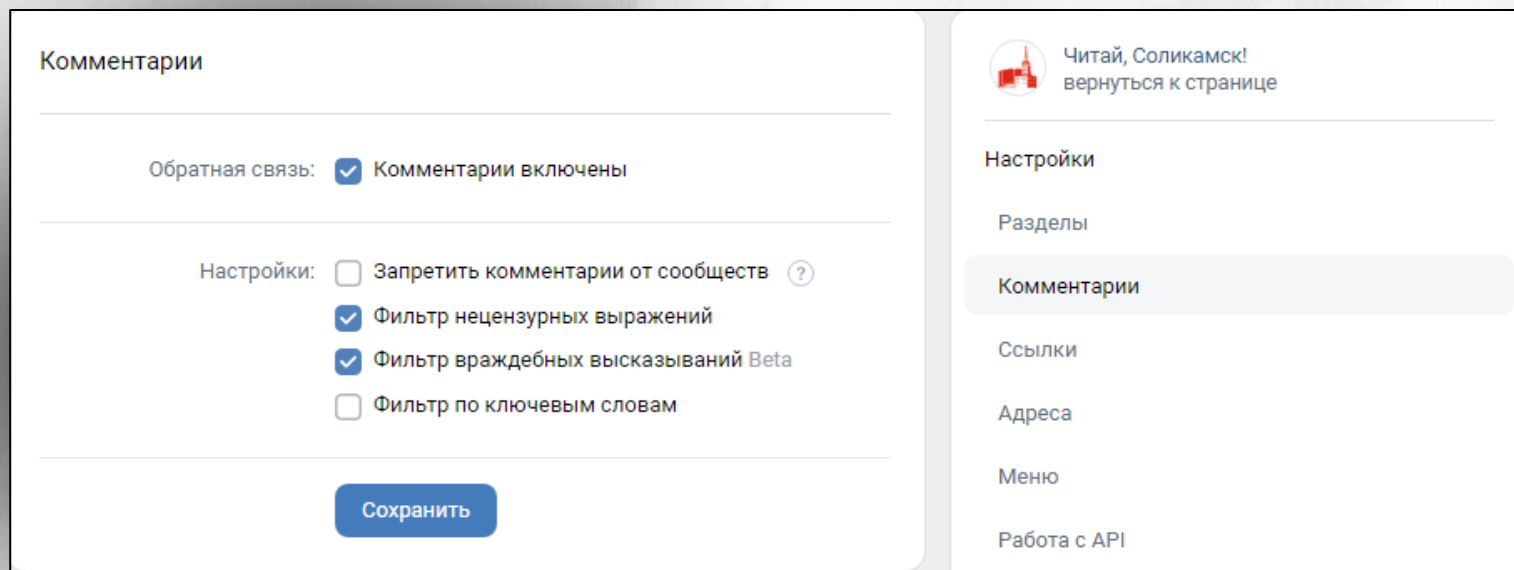 Комментарии
Обратная связь: Комментарии включены
Настройки: Запретить комментарии от сообществ ?
Фильтр нецензурных выражений
Фильтр враждебных высказываний Beta
Фильтр по ключевым словам
Сохранить
Читай, Соликамск!
вернуться к странице
Настройки
Разделы
Комментарии
Ссылки
Адреса
Меню
Работа с API